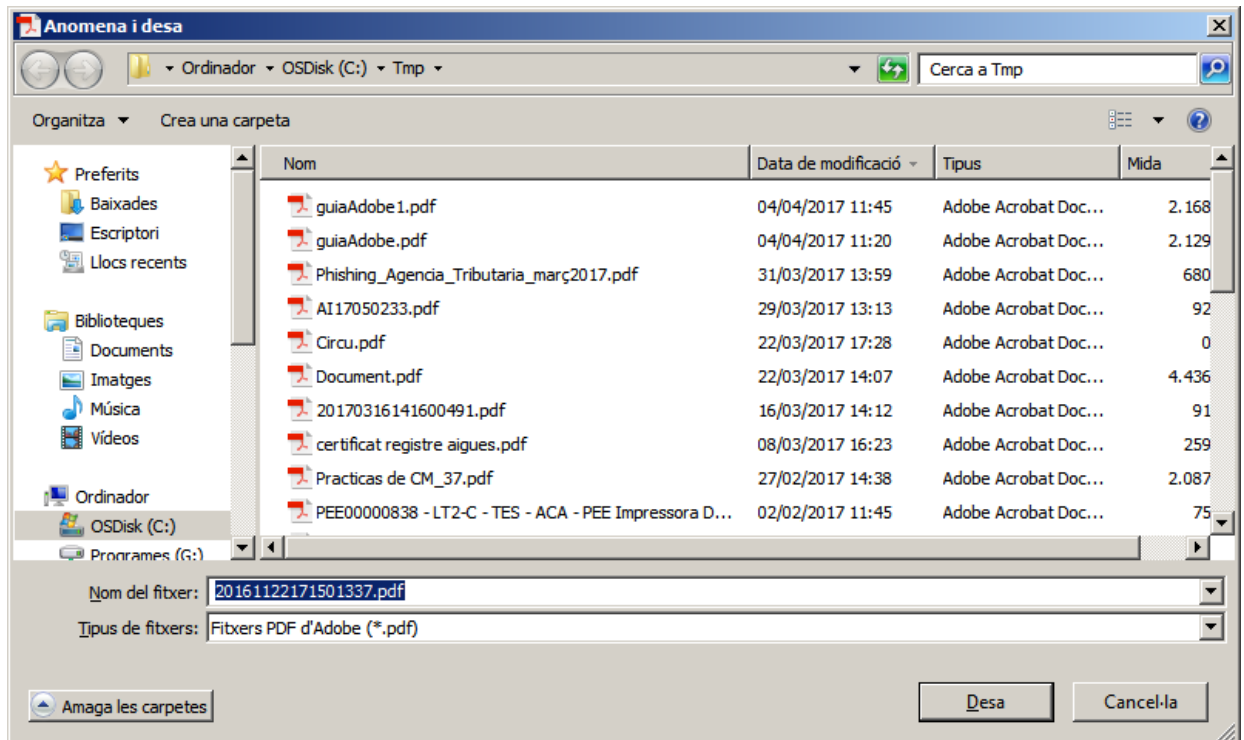 Anomena i desa
Ordinador OSDisk (C:) Tmp Cerca a Tmp
Organitza Crea una carpeta
Preferits
Baixades
Escriptori
Llocs recents
Biblioteques
Documents
Imatges
Música
Vídeos
Ordinador
OSDisk (C:)
Programes (G:)
Nom Data de modificació Tipus Mida
guiaAdobe1.pdf 04/04/2017 11:45 Adobe Acrobat Doc... 2.168
guiaAdobe.pdf 04/04/2017 11:20 Adobe Acrobat Doc... 2.129
Phishing_Agencia_Tributaria_març2017.pdf 31/03/2017 13:59 Adobe Acrobat Doc... 680
AI17050233.pdf 29/03/2017 13:13 Adobe Acrobat Doc... 92
Circu.pdf 22/03/2017 17:28 Adobe Acrobat Doc... 0
Document.pdf 22/03/2017 14:07 Adobe Acrobat Doc... 4.436
20170316141600491.pdf 16/03/2017 14:12 Adobe Acrobat Doc... 91
certificat registre aigues.pdf 08/03/2017 16:23 Adobe Acrobat Doc... 259
Practicas de CM_37.pdf 27/02/2017 14:38 Adobe Acrobat Doc... 2.087
PEE00000838 - LT2-C - TES - ACA - PEE Impressora D... 02/02/2017 11:45 Adobe Acrobat Doc... 75
Nom del fitxer: 20161122171501337.pdf
Tipus de fitxers: Fitxers PDF d'Adobe (*.pdf)
Amaga les carpetes Desa Cancel·la